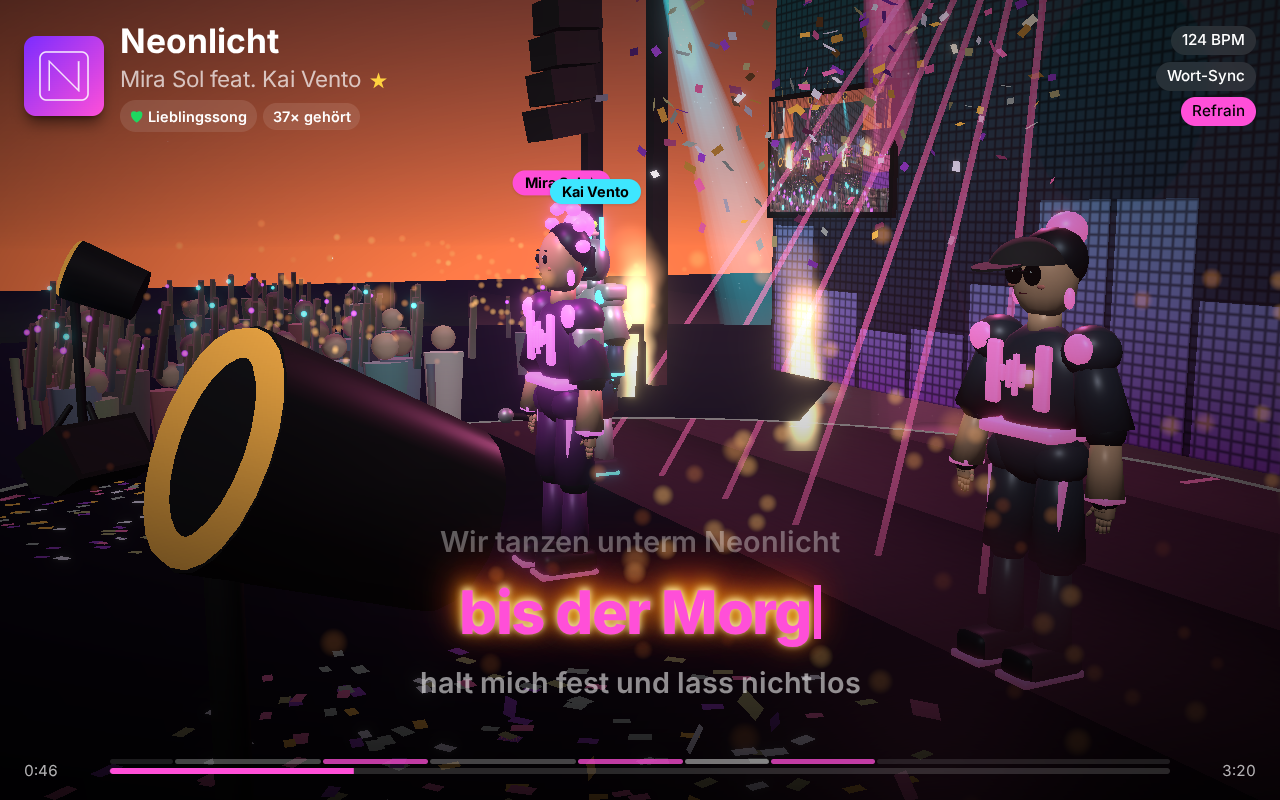 Neonlicht
Mira Sol feat. Kai Vento
Lieblingssong
37× gehört
124 BPM
Wort-Sync
Refrain
N
Kai Vento
Wir tanzen unterm Neonlicht
bis der Morg
halt mich fest und lass nicht los
0:46
3:20